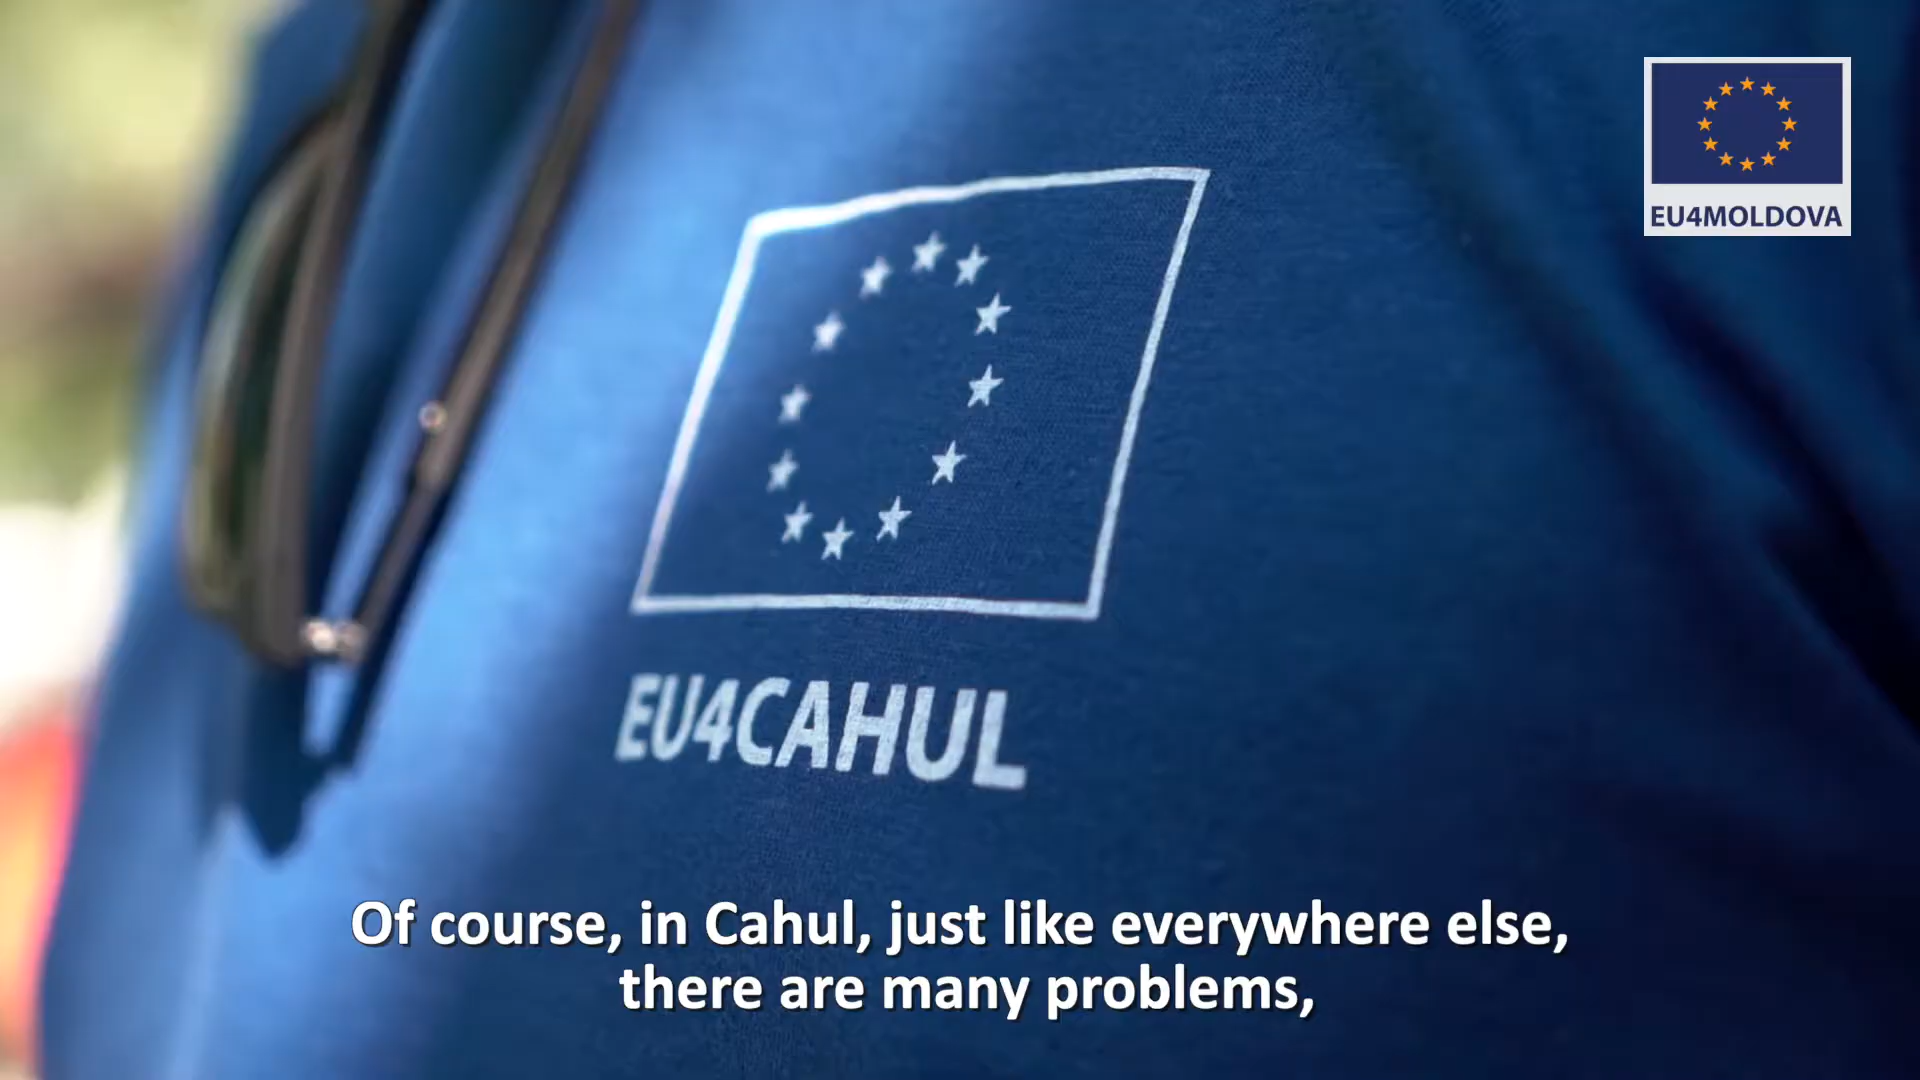 EU4MOLDOVA
EU4CAHUL
Of course, in Cahul, just like everywhere else,
there are many problems,